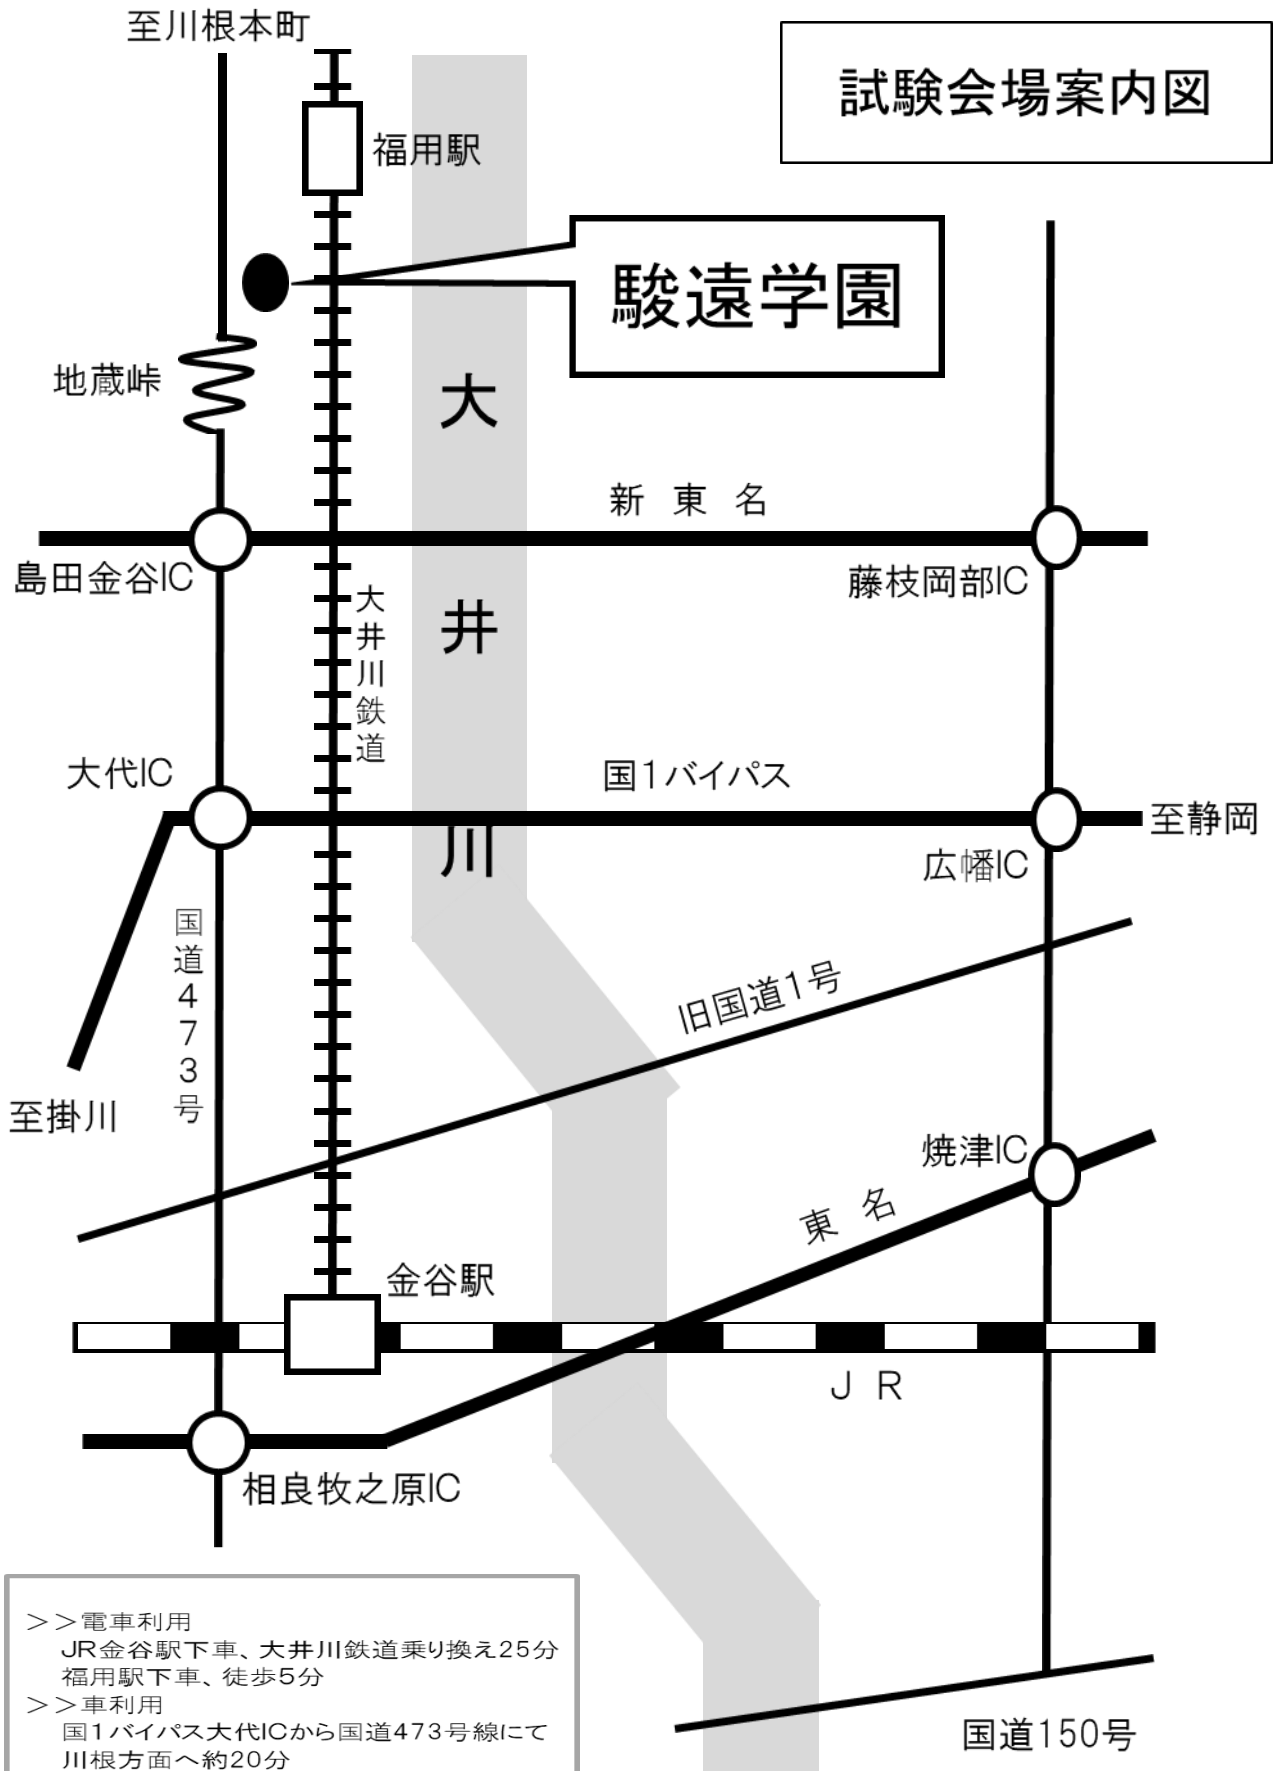 至川根本町
試験会場案内図
福用駅
駿遠学園
地蔵峠
大井川
新東名
島田金谷IC
藤枝岡部IC
大井川鉄道
大代IC
国1バイパス
至静岡
広幡IC
国道473号
旧国道1号
至掛川
焼津IC
東名
金谷駅
JR
相良牧之原IC
>>電車利用
JR金谷駅下車、大井川鉄道乗り換え25分
福用駅下車、徒歩5分
>>車利用
国1バイパス大代ICから国道473号線にて
川根方面へ約20分
国道150号